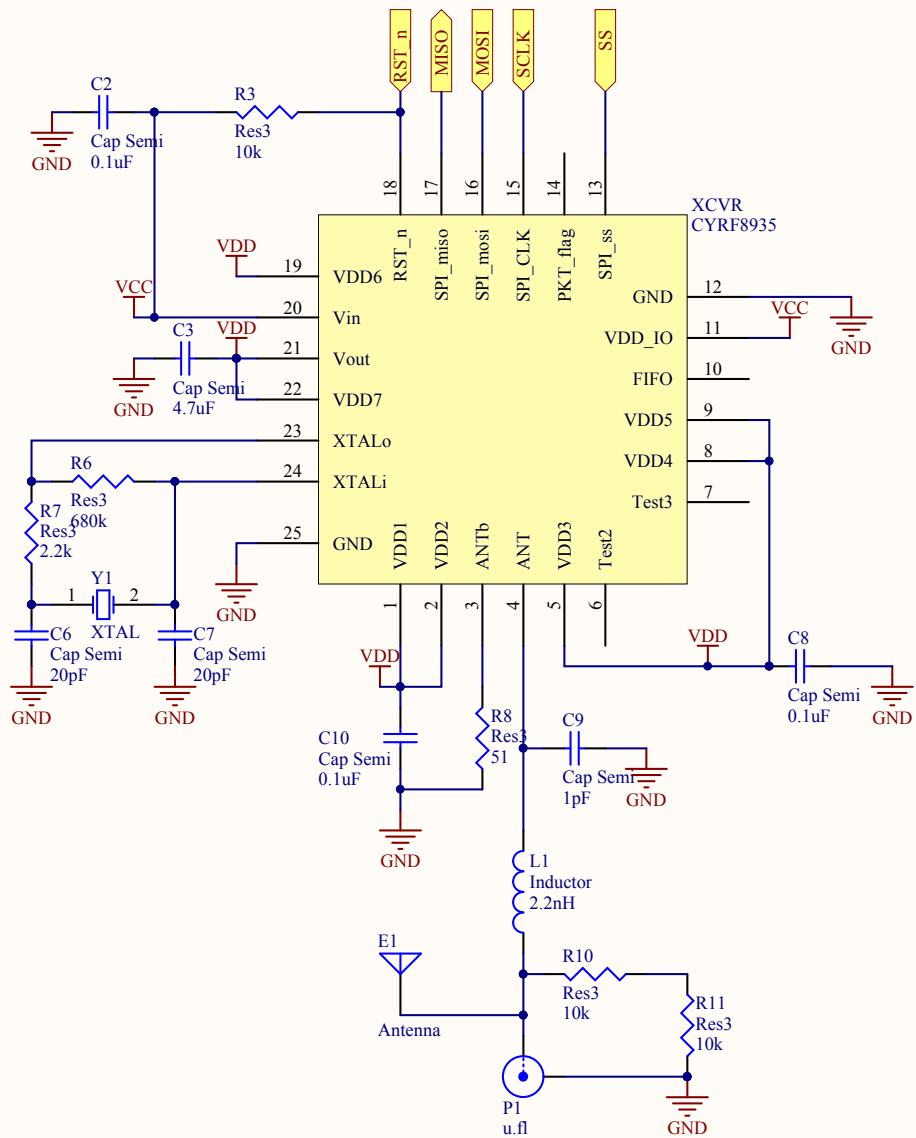 RST_n
MISO
MOSI
SCLK
SS
C2
Cap Semi
0.1uF
GND
R3
Res3
10k
18
17
16
15
14
13
XCVR
CYRF8935
RST_n
SPI_miso
SPI_mosi
SPI_CLK
PKT_flag
SPI_ss
VDD
19
VDD6
GND
12
VCC
20
Vin
VDD_IO
11
VCC
GND
C3
VDD
21
Vout
FIFO
10
Cap Semi
4.7uF
GND
22
VDD7
VDD5
9
23
XTALo
VDD4
8
24
XTALi
Test3
7
R6
Res3
680k
R7
Res3
2.2k
25
GND
GND
VDD1
VDD2
ANTb
ANT
VDD3
Test2
1
2
3
4
5
6
Y1
1
2
XTAL
C6
Cap Semi
20pF
GND
C7
Cap Semi
20pF
GND
VDD
VDD
C8
Cap Semi
0.1uF
GND
C10
Cap Semi
0.1uF
GND
R8
Res3
51
C9
Cap Semi
1pF
GND
L1
Inductor
2.2nH
E1
Antenna
R10
Res3
10k
R11
Res3
10k
GND
P1
u.fl